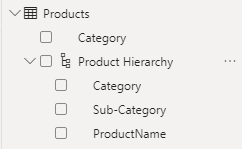 Products
Category
Product Hierarchy
Category
Sub-Category
ProductName